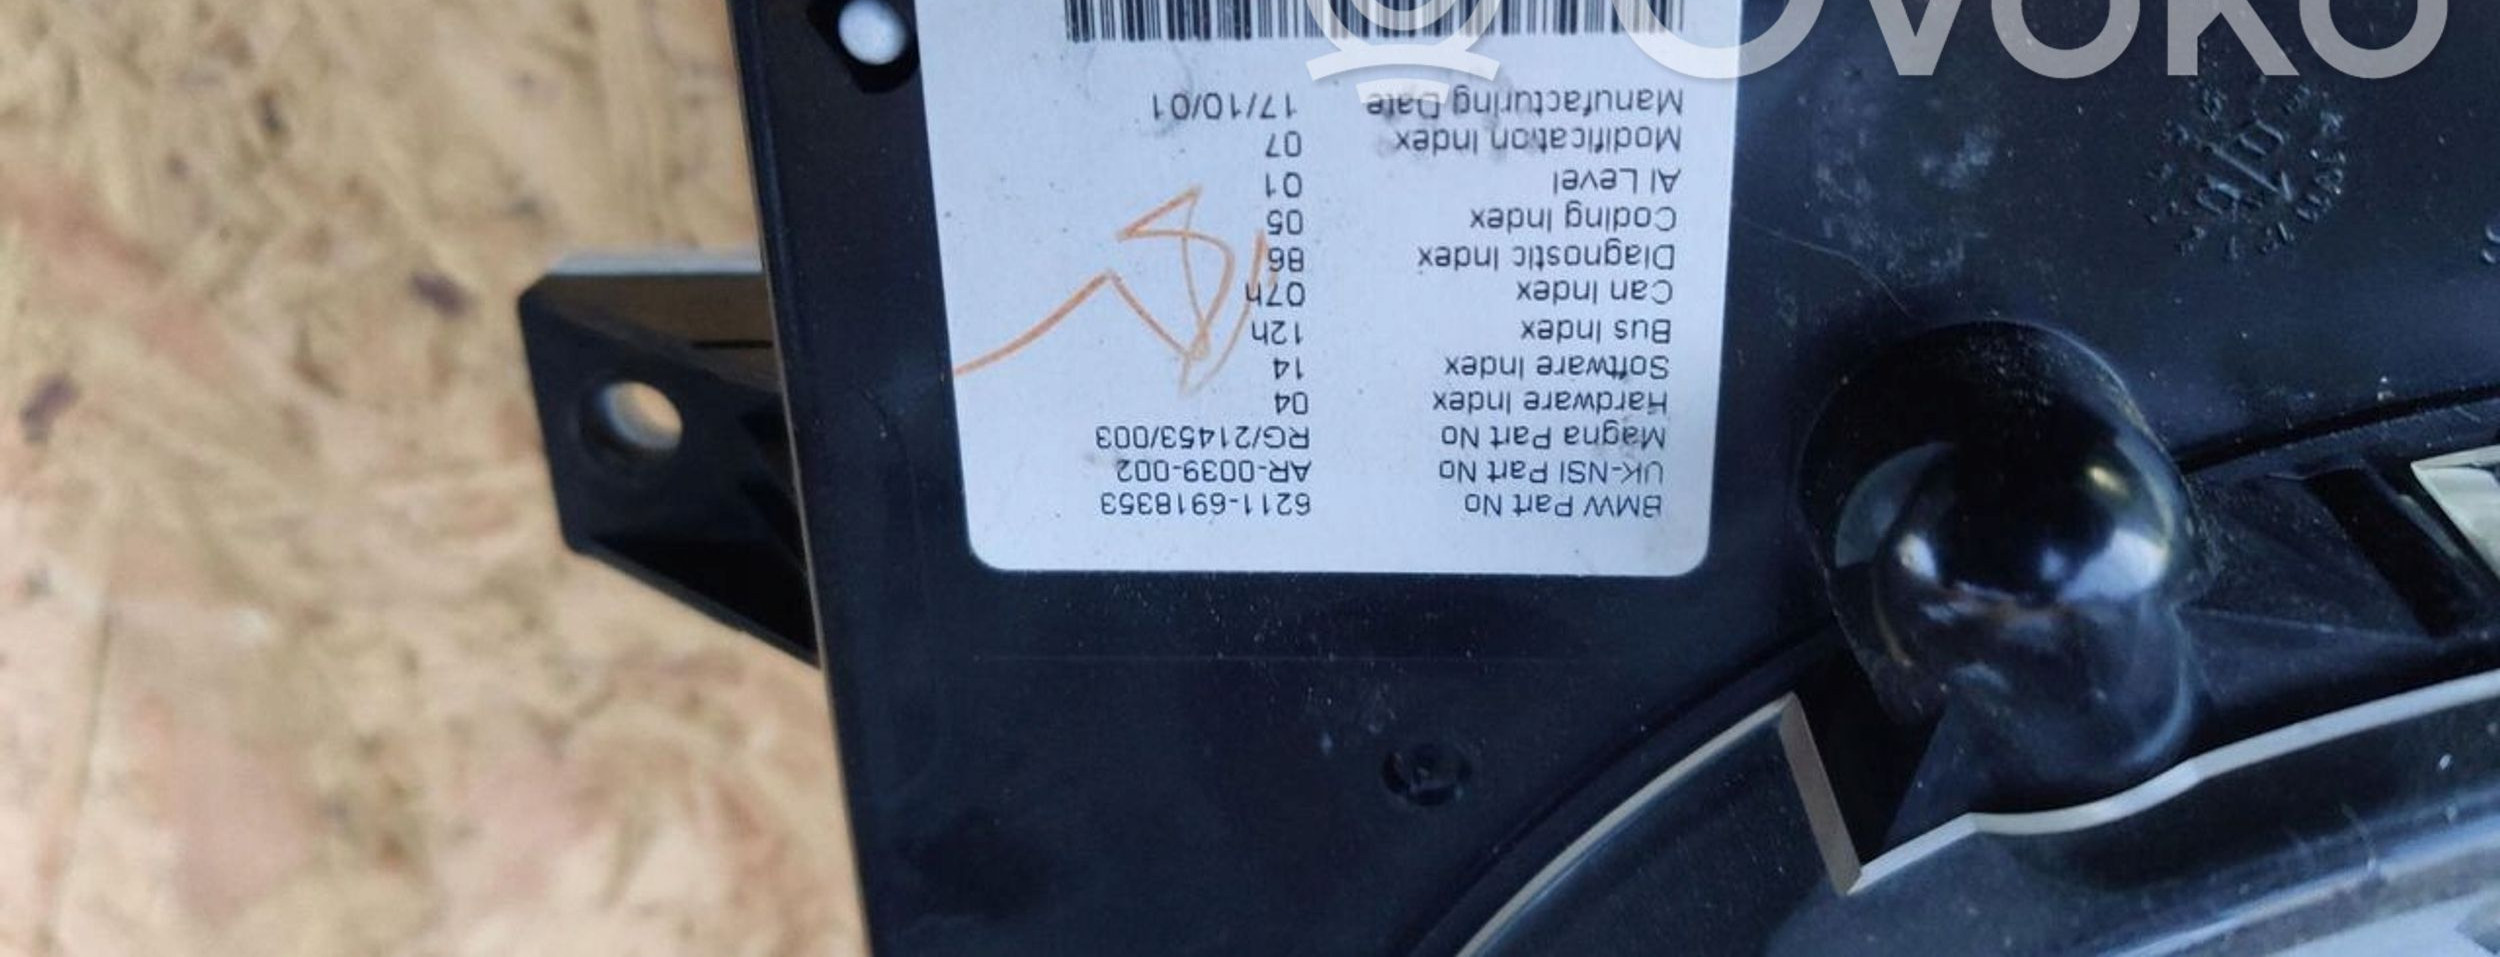 BMW Part No 6211-6918353
UK-NSI Part No AR-0039-002
Magna Part No RG/21453/003
Hardware Index 04
Software Index 14
Bus Index 12h
Can Index 07h
Diagnostic Index 86
Coding Index 05
AI Level 01
Modification Index 07
Manufacturing Date 17/10/01
OVOKO